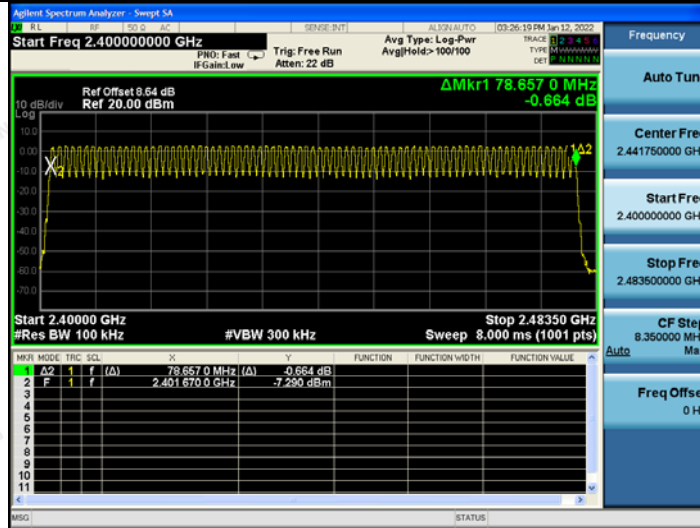 Agilent Spectrum Analyzer - Swept SA
RL RF 50 Ω AC SENSE:INT ALIGNAUTO 03:26:19 PM Jan 12, 2022
Start Freq 2.400000000 GHz
PNO: Fast
IFGain:Low
Trig: Free Run
Atten: 22 dB
Avg Type: Log-Pwr
Avg|Hold:> 100/100
TRACE 1 2 3 4 5 6
TYPE M
DET P N N N N N
Ref Offset 8.64 dB
10 dB/div Ref 20.00 dBm
Log
ΔMkr1 78.657 0 MHz
-0.664 dB
10.0
0.00
-10.0
-20.0
-30.0
-40.0
-50.0
-60.0
-70.0
1Δ2
2
Start 2.40000 GHz Stop 2.48350 GHz
#Res BW 100 kHz #VBW 300 kHz Sweep 8.000 ms (1001 pts)
MKR MODE TRC SCL X Y FUNCTION FUNCTION WIDTH FUNCTION VALUE
1 Δ2 1 f (Δ) 78.657 0 MHz (Δ) -0.664 dB
2 F 1 f 2.401 670 0 GHz -7.290 dBm
3
4
5
6
7
8
9
10
11
MSG STATUS
Frequency
Auto Tun
Center Fre
2.441750000 GH
Start Fre
2.400000000 GH
Stop Fre
2.483500000 GH
CF Ste
8.350000 MH
Auto Ma
Freq Offse
0 H